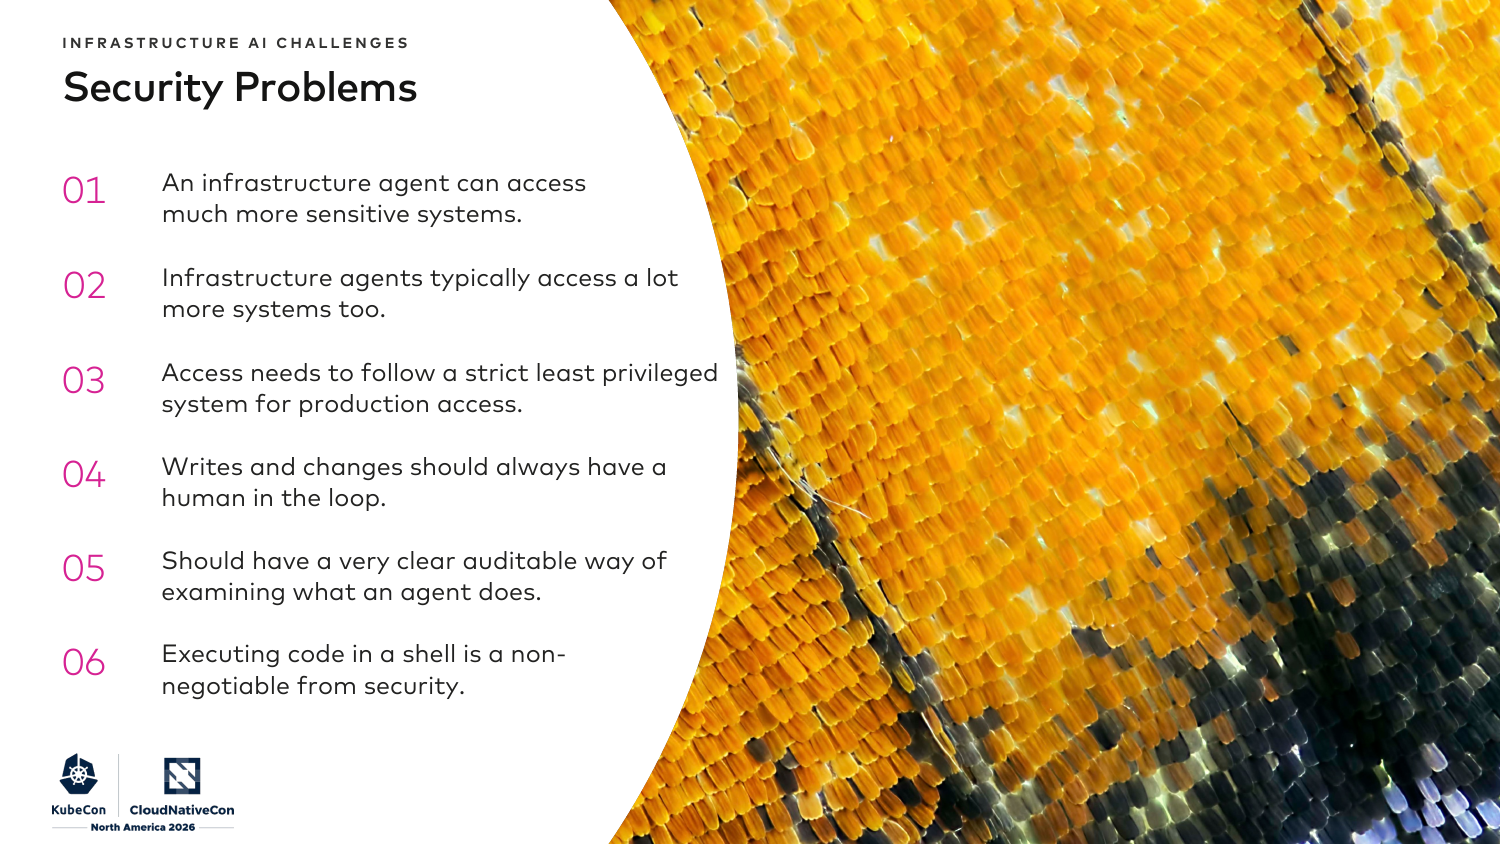 INFRASTRUCTURE AI CHALLENGES
Security Problems
01
An infrastructure agent can access
much more sensitive systems.
02
Infrastructure agents typically access a lot
more systems too.
03
Access needs to follow a strict least privileged
system for production access.
04
Writes and changes should always have a
human in the loop.
05
Should have a very clear auditable way of
examining what an agent does.
06
Executing code in a shell is a non-
negotiable from security.
KubeCon
CloudNativeCon
North America 2026